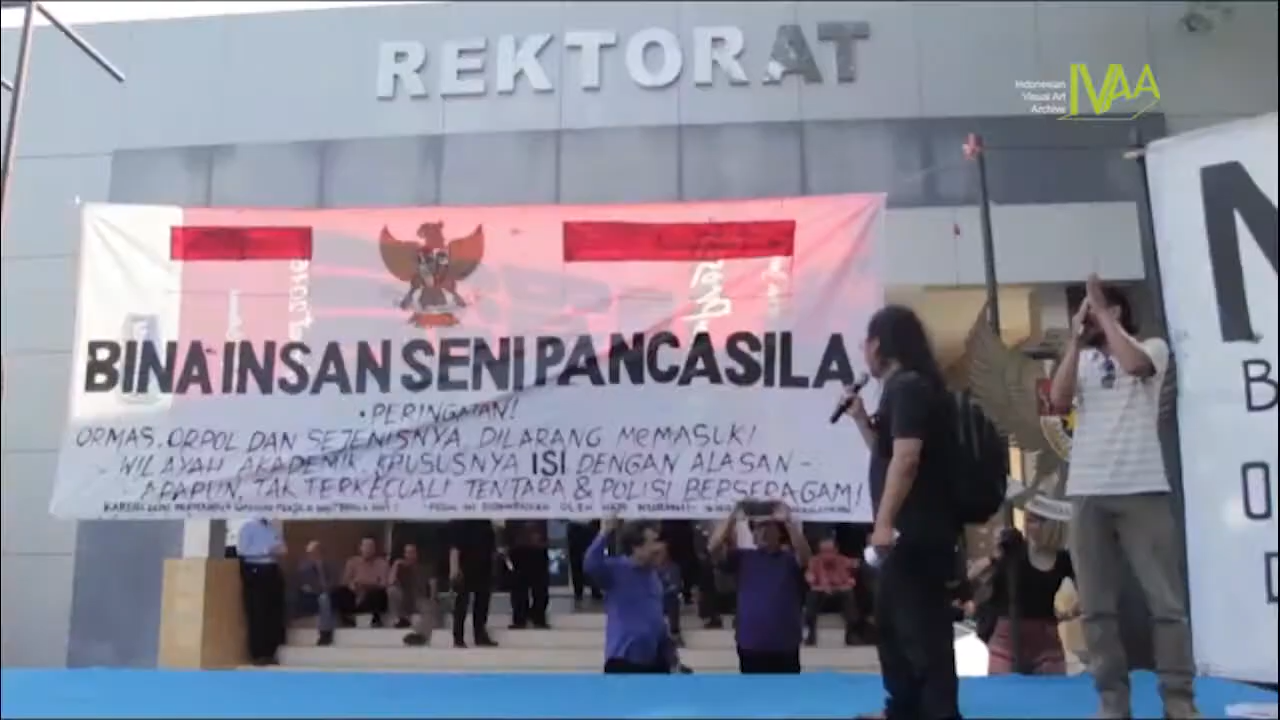 REKTORAT
Indonesian
Visual Art
Archive
IVAA
BINA INSAN SENI PANCASILA
• PERINGATAN!
ORMAS, ORPOL DAN SEJENISNYA, DILARANG MEMASUKI
WILAYAH AKADEMIK, KHUSUSNYA ISI DENGAN ALASAN -
APAPUN, TAK TERKECUALI TENTARA & POLISI BERSERAGAM!
N
B
O